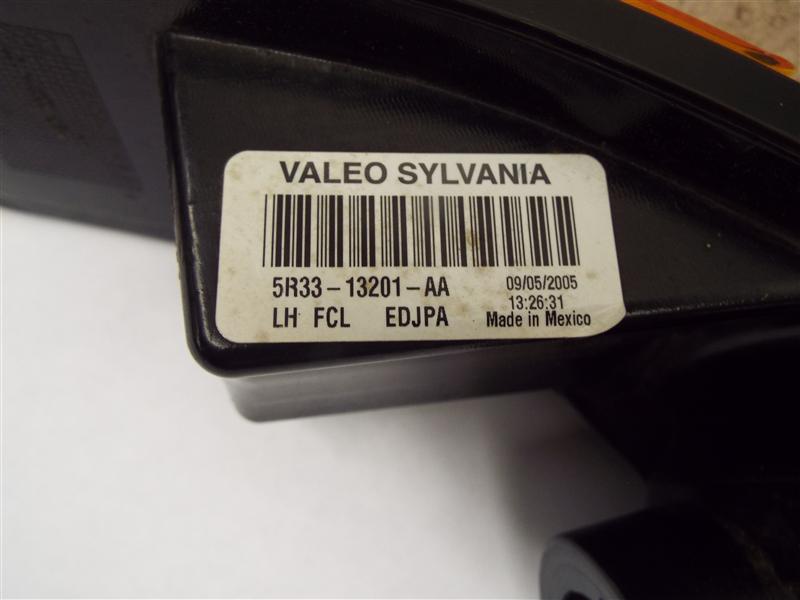 VALEO SYLVANIA
5R33-13201-AA 09/05/2005
13:26:31
LH FCL EDJPA Made in Mexico